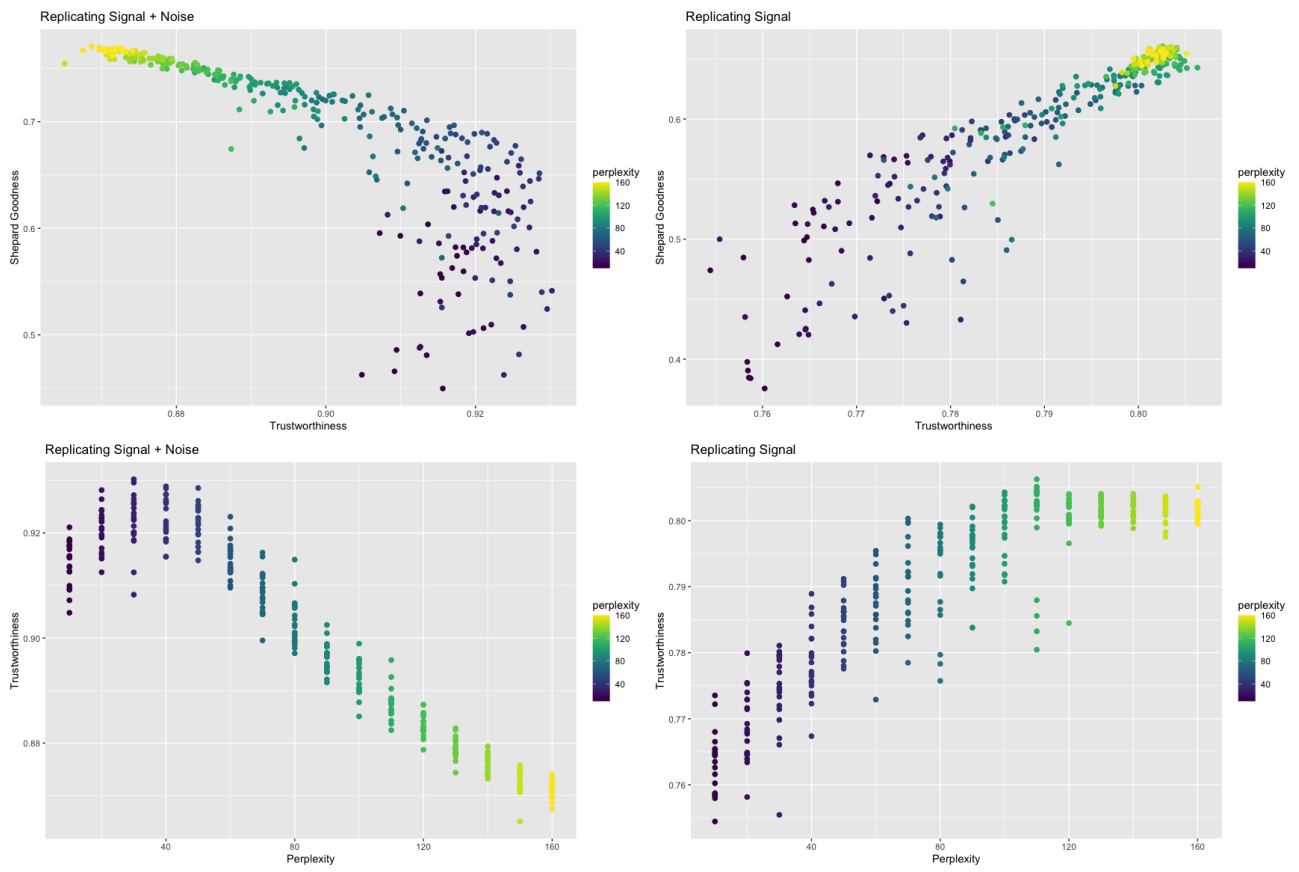 Replicating Signal + Noise
Shepard Goodness
0.7
0.6
0.5
0.88
0.90
0.92
Trustworthiness
perplexity
160
120
80
40
Replicating Signal
Shepard Goodness
0.6
0.5
0.4
0.76
0.77
0.78
0.79
0.80
Trustworthiness
perplexity
160
120
80
40
Replicating Signal + Noise
Trustworthiness
0.92
0.90
0.88
40
80
120
160
Perplexity
perplexity
160
120
80
40
Replicating Signal
Trustworthiness
0.80
0.79
0.78
0.77
0.76
40
80
120
160
Perplexity
perplexity
160
120
80
40